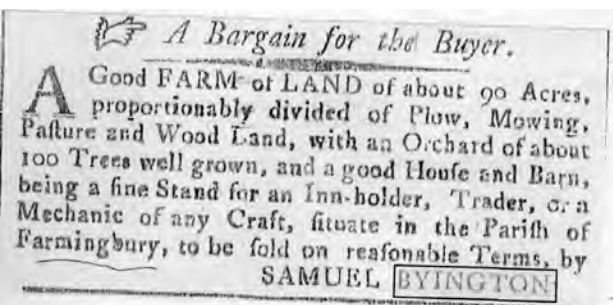 ☞ A Bargain for the Buyer.
A Good FARM of LAND of about 90 Acres,
proportionably divided of Plow, Mowing,
Paſture and Wood Land, with an Orchard of about
100 Trees well grown, and a good Houſe and Barn,
being a fine Stand for an Inn-holder, Trader, or a
Mechanic of any Craft, ſituate in the Pariſh of
Farmingbury, to be ſold on reaſonable Terms, by
SAMUEL BYINGTON